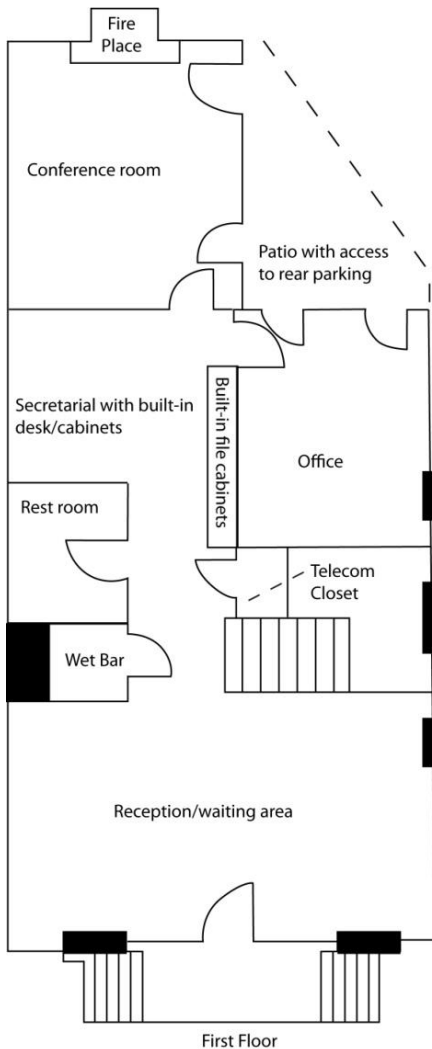 Fire
Place
Conference room
Patio with access
to rear parking
Secretarial with built-in
desk/cabinets
Built-in file cabinets
Office
Rest room
Telecom
Closet
Wet Bar
Reception/waiting area
First Floor